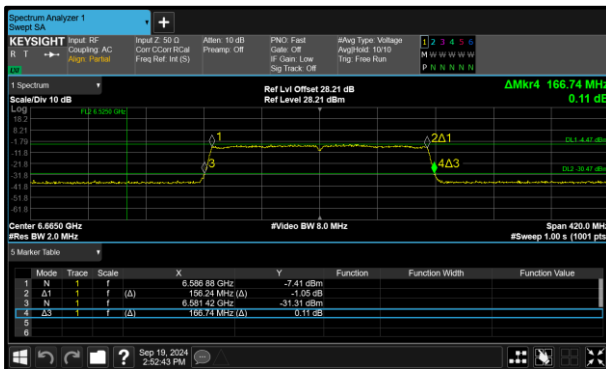 Spectrum Analyzer 1
Swept SA
KEYSIGHT Input: RF Input Z: 50 Ω Atten: 10 dB PNO: Fast #Avg Type: Voltage 1 2 3 4 5 6
R T Coupling: AC Corr CCorr RCal Preamp: Off Gate: Off Avg|Hold: 10/10 M W W W W W
Align: Partial Freq Ref: Int (S) IF Gain: Low Trig: Free Run P N N N N N
Sig Track: Off
1 Spectrum Ref Lvl Offset 28.21 dB ΔMkr4 166.74 MHz
Scale/Div 10 dB Ref Level 28.21 dBm 0.11 dB
Log FL2 6.5250 GHz
18.2
8.21
-1.79 1 2Δ1 DL1 -4.47 dBm
-11.8
-21.8 3 4Δ3 DL2 -30.47 dBm
-31.8
-41.8
-51.8
-61.8
Center 6.6650 GHz #Video BW 8.0 MHz Span 420.0 MHz
#Res BW 2.0 MHz #Sweep 1.00 s (1001 pts
5 Marker Table
Mode Trace Scale X Y Function Function Width Function Value
1 N 1 f 6.586 88 GHz -7.41 dBm
2 Δ1 1 f (Δ) 156.24 MHz (Δ) -1.05 dB
3 N 1 f 6.581 42 GHz -31.31 dBm
4 Δ3 1 f (Δ) 166.74 MHz (Δ) 0.11 dB
5
6
? Sep 19, 2024
2:52:43 PM